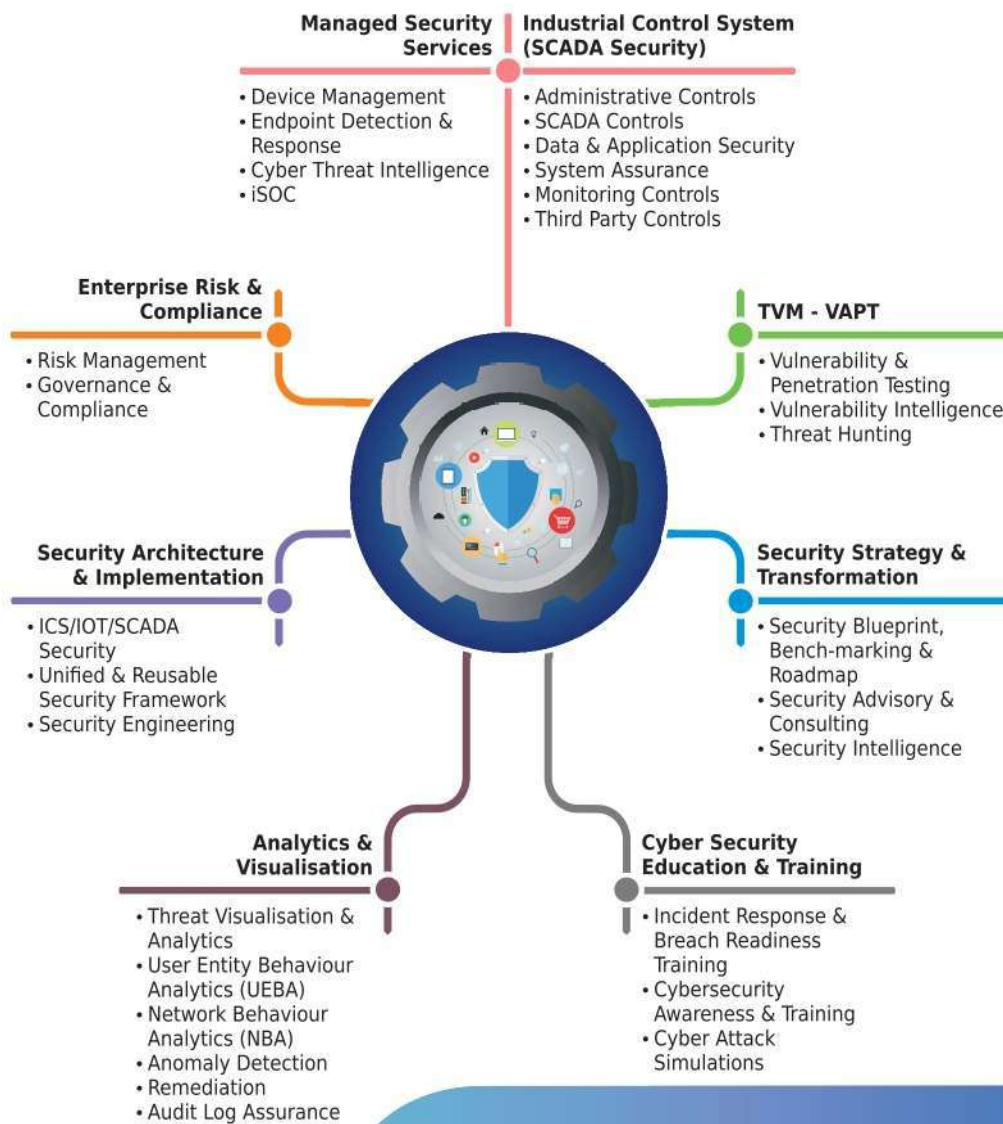 Managed Security
Services
• Device Management
• Endpoint Detection &
Response
• Cyber Threat Intelligence
• iSOC
Industrial Control System
(SCADA Security)
• Administrative Controls
• SCADA Controls
• Data & Application Security
• System Assurance
• Monitoring Controls
• Third Party Controls
Enterprise Risk &
Compliance
• Risk Management
• Governance &
Compliance
TVM - VAPT
• Vulnerability &
Penetration Testing
• Vulnerability Intelligence
• Threat Hunting
Security Architecture
& Implementation
• ICS/IOT/SCADA
Security
• Unified & Reusable
Security Framework
• Security Engineering
Security Strategy &
Transformation
• Security Blueprint,
Bench-marking &
Roadmap
• Security Advisory &
Consulting
• Security Intelligence
Analytics &
Visualisation
• Threat Visualisation &
Analytics
• User Entity Behaviour
Analytics (UEBA)
• Network Behaviour
Analytics (NBA)
• Anomaly Detection
• Remediation
• Audit Log Assurance
Cyber Security
Education & Training
• Incident Response &
Breach Readiness
Training
• Cybersecurity
Awareness & Training
• Cyber Attack
Simulations